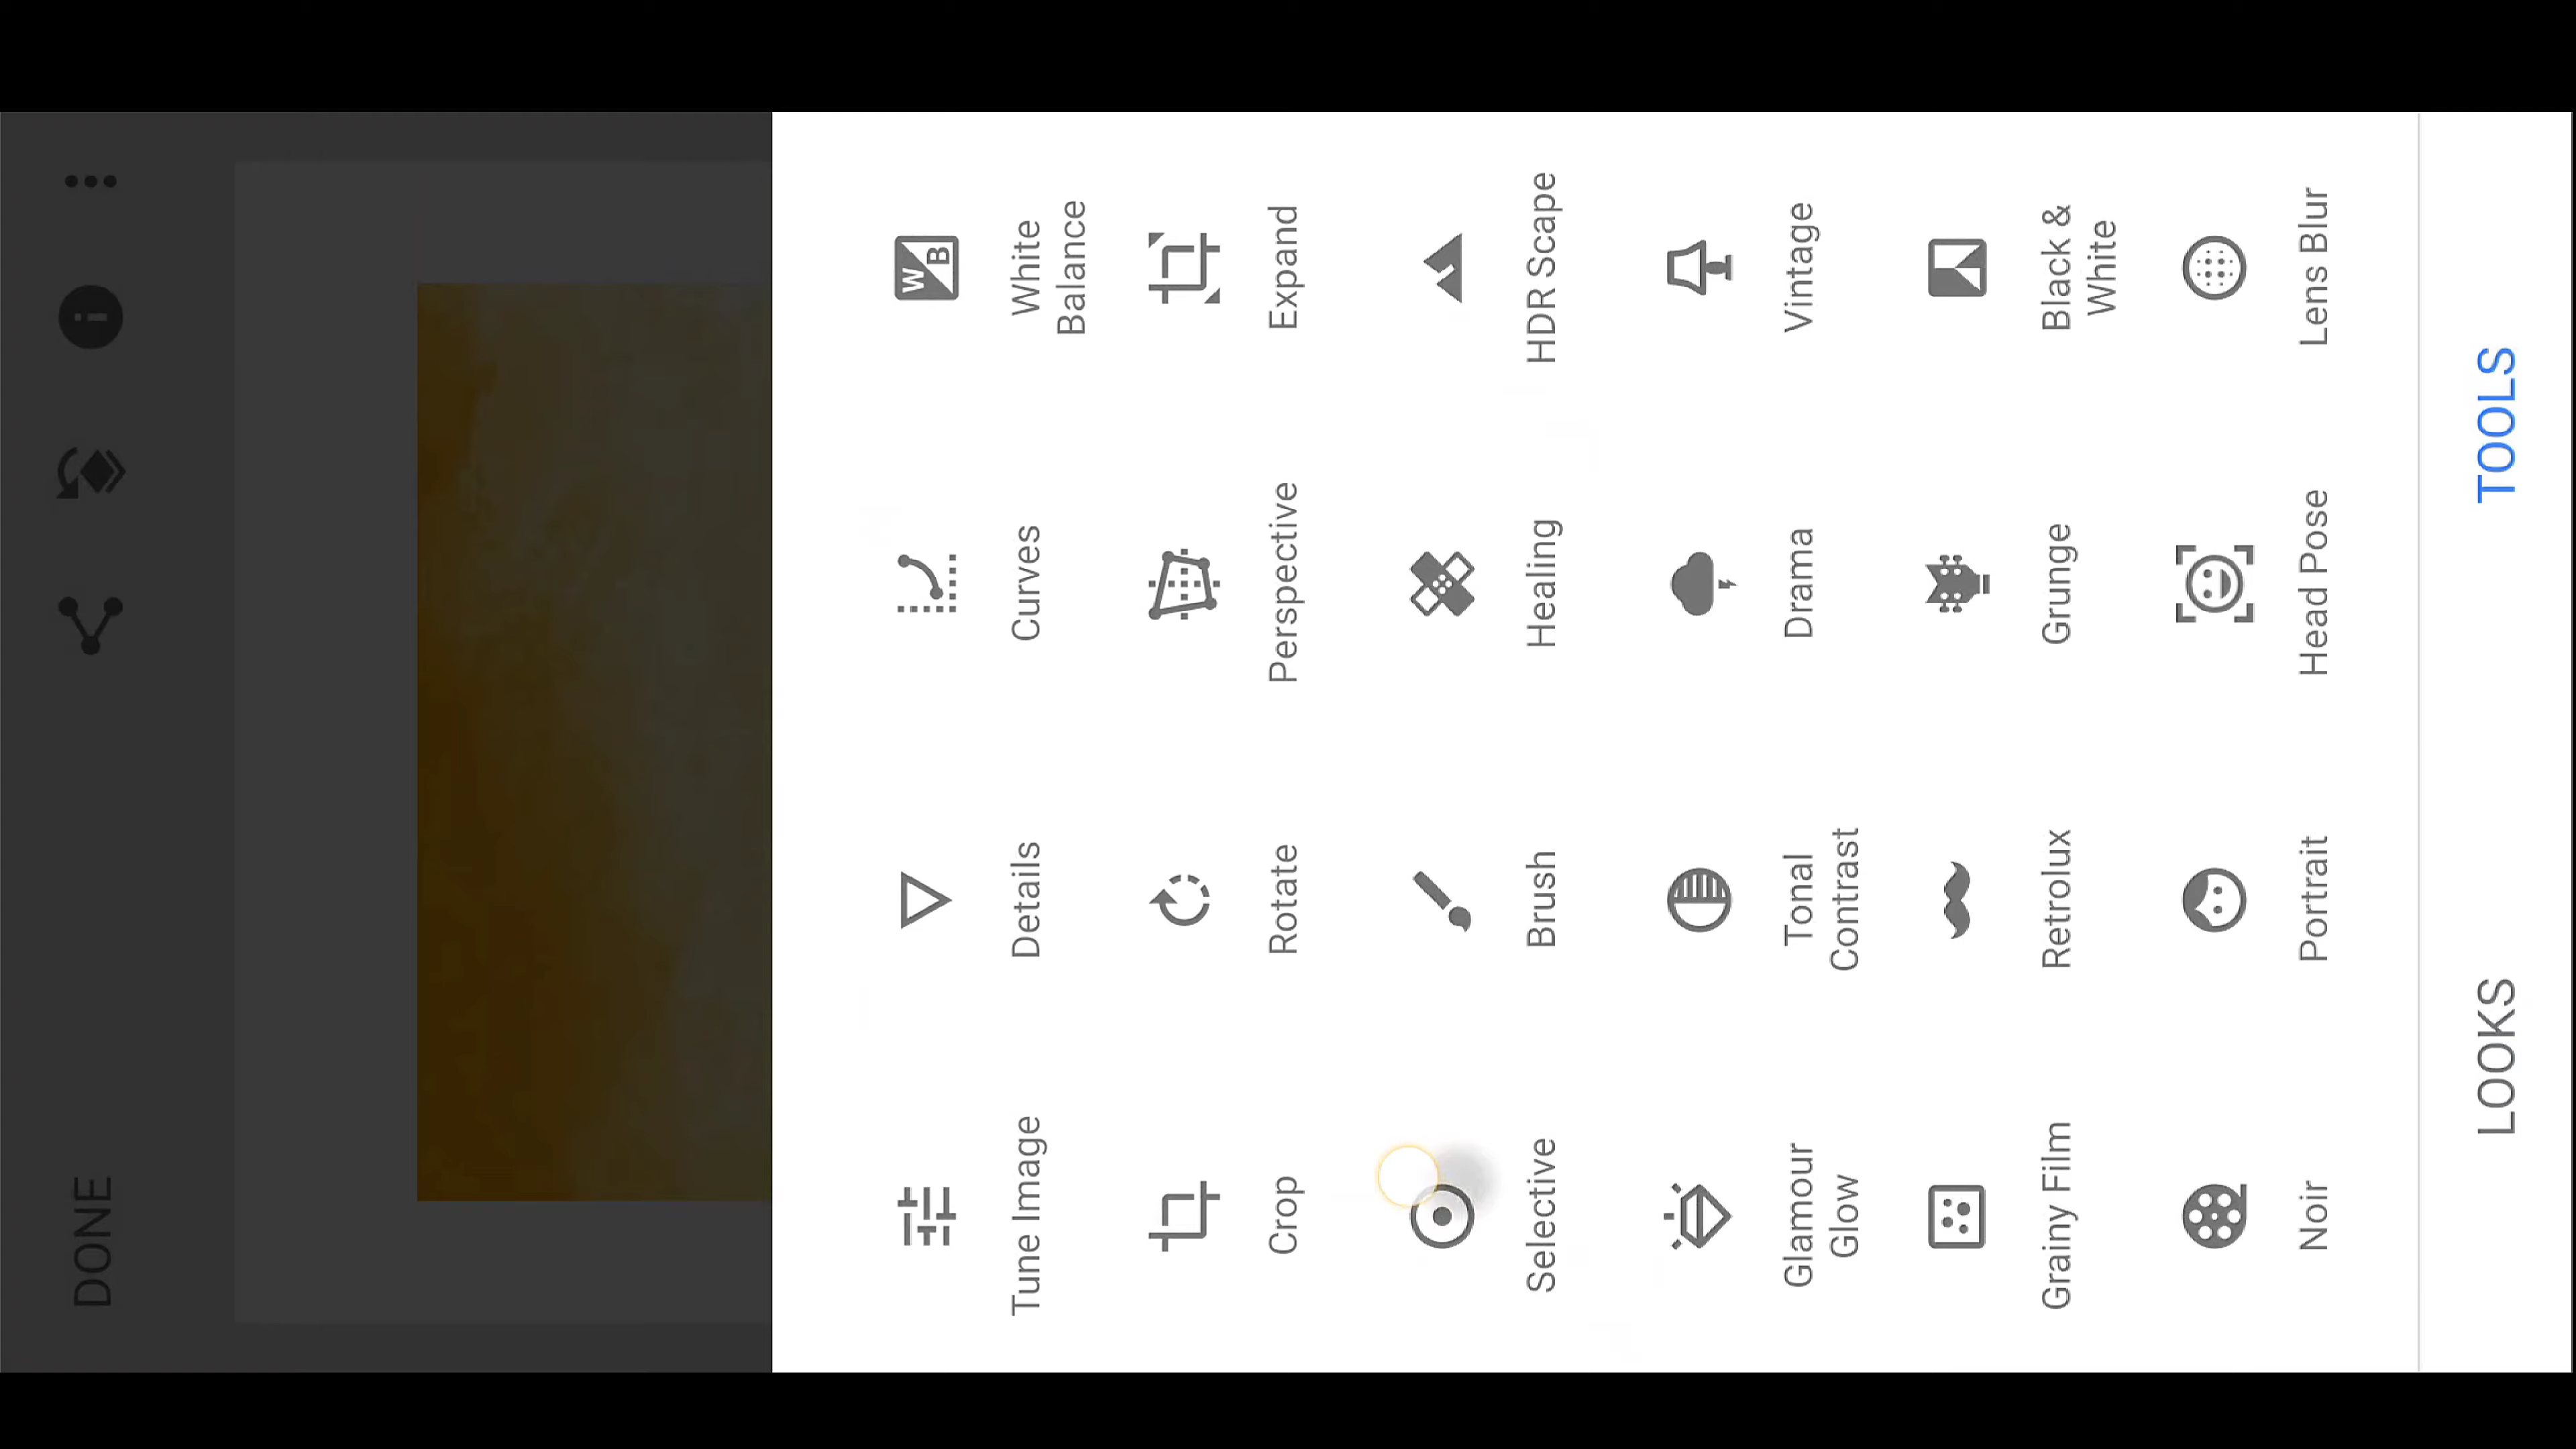 DONE
Tune Image
Details
Curves
WB
White
Balance
Crop
Rotate
Perspective
Expand
Selective
Brush
Healing
HDR Scape
Glamour
Glow
Tonal
Contrast
Drama
Vintage
Grainy Film
Retrolux
Grunge
Black &
White
Noir
Portrait
Head Pose
Lens Blur
LOOKS
TOOLS